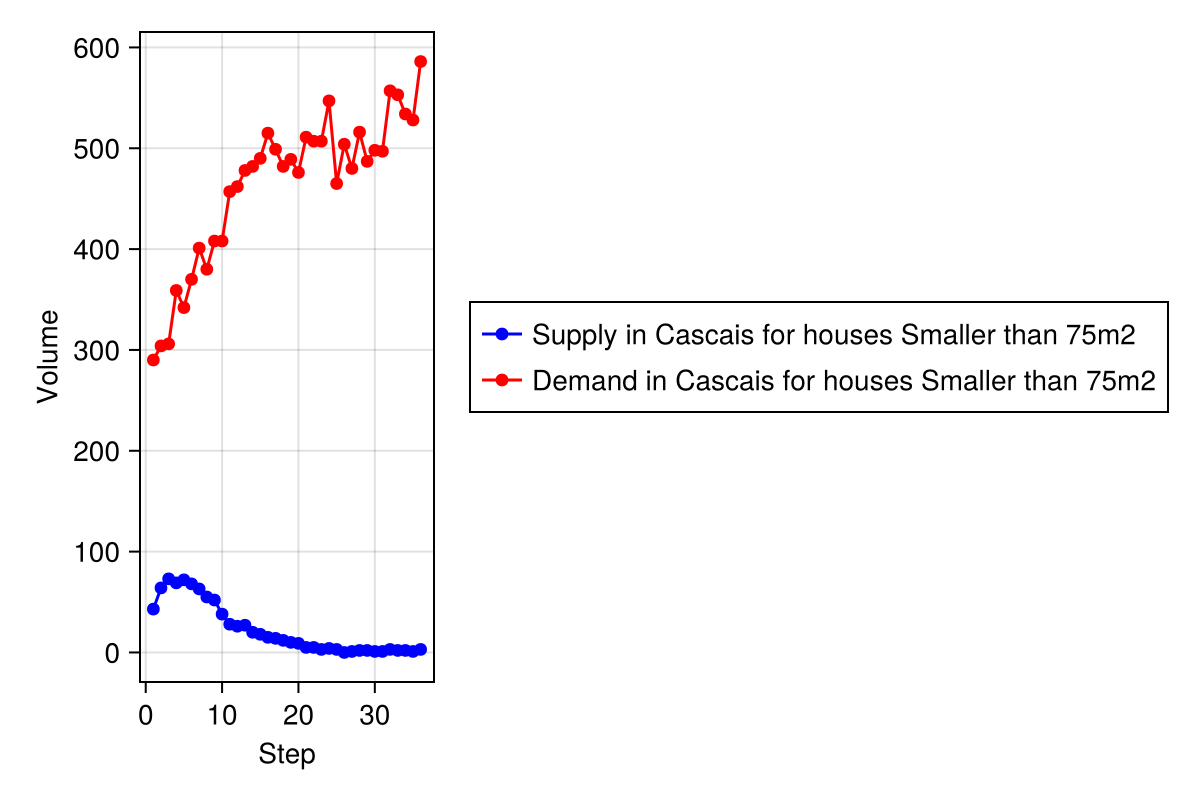 600
500
400
300
200
100
0
Volume
0 10 20 30
Step
Supply in Cascais for houses Smaller than 75m2
Demand in Cascais for houses Smaller than 75m2